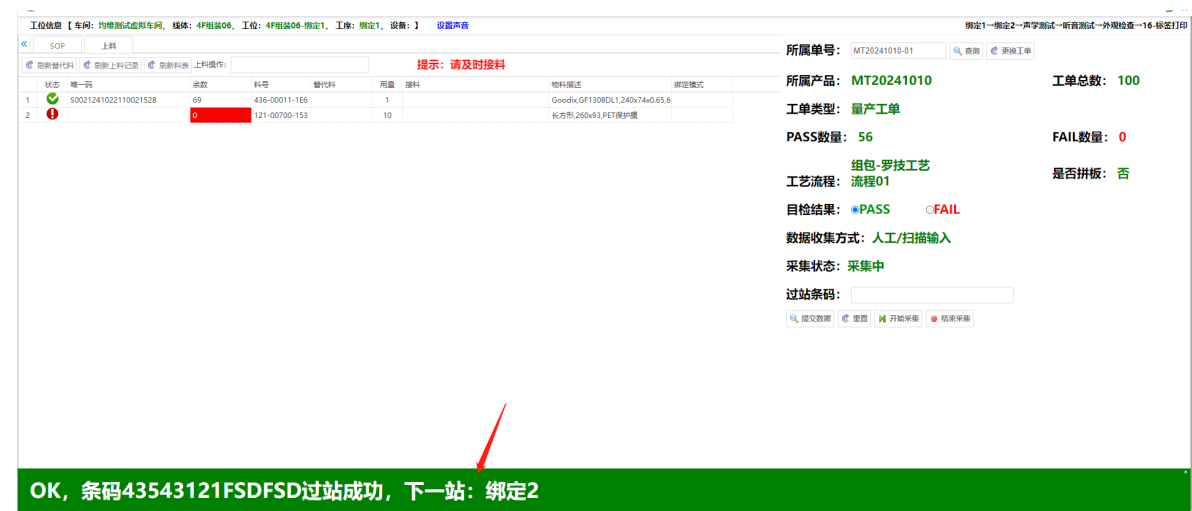 工位信息【 车间：均维测试虚拟车间， 线体：4F组装06， 工位：4F组装06-绑定1， 工序：绑定1， 设备：】 设置声音
绑定1→绑定2→声学测试→听音测试→外观检查→16-标签打印
SOP 上料
刷新替代料 刷新上料记录 刷新料表 上料操作：
提示：请及时接料
状态 唯一码 余数 料号 替代料 用量 接料 物料描述 绑定模式
1 S0021241022110021528 69 436-00011-1E6 1 Goodix,GF1308DL1,240x74x0.65,6
2 0 121-00700-153 10 长方形,260x93,PET保护膜
所属单号： MT20241010-01 查询 更换工单
所属产品： MT20241010 工单总数： 100
工单类型： 量产工单
PASS数量： 56 FAIL数量： 0
组包-罗技工艺
工艺流程： 流程01 是否拼板： 否
目检结果： PASS FAIL
数据收集方式： 人工/扫描输入
采集状态： 采集中
过站条码：
提交数据 重置 开始采集 结束采集
OK，条码43543121FSDFSD过站成功，下一站：绑定2